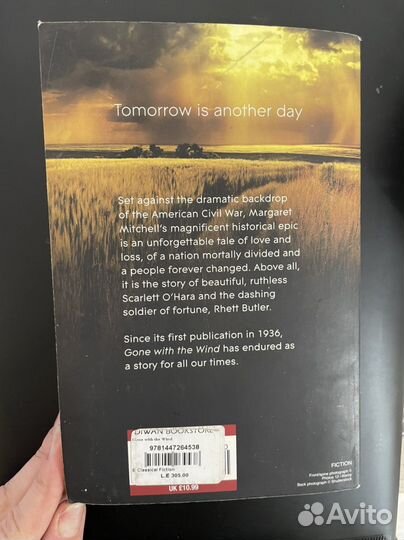 Tomorrow is another day
Set against the dramatic backdrop
of the American Civil War, Margaret
Mitchell's magnificent historical epic
is an unforgettable tale of love and
loss, of a nation mortally divided and
a people forever changed. Above all,
it is the story of beautiful, ruthless
Scarlett O'Hara and the dashing
soldier of fortune, Rhett Butler.
Since its first publication in 1936,
Gone with the Wind has endured as
a story for all our times.
DIWAN BOOKSTORE
Gone with the Wind
9781447264538
Classical Fiction
L.E 305.00
UK £10.99
FICTION
Back photograph © Shutterstock
Avito